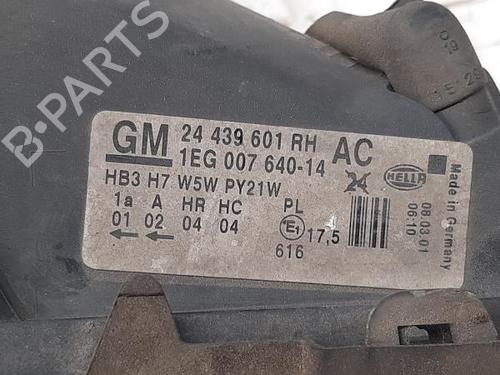 GM 24 439 601 RH AC
1EG 007 640-14
HB3 H7 W5W PY21W 24
HELLA
1a A HR HC PL
01 02 04 04 E1 17,5
616
08.03.01
06:10
Made in Germany
B-PARTS